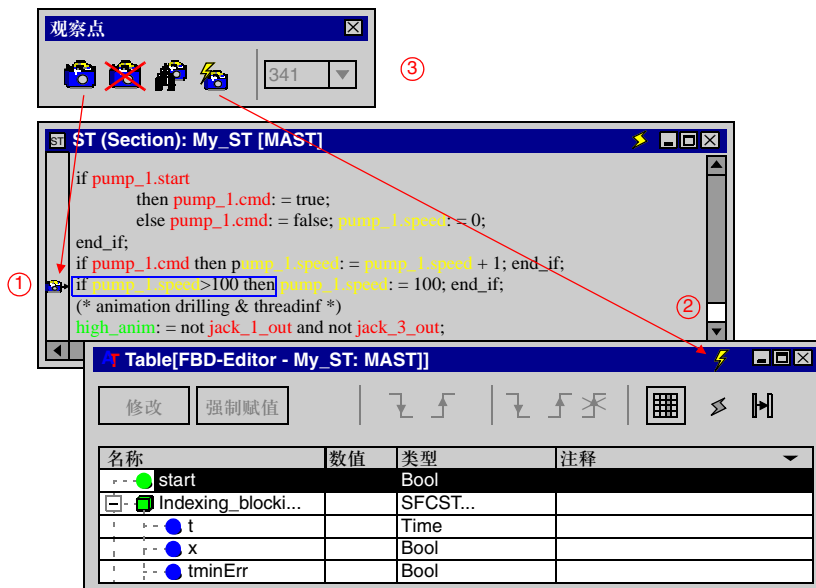 观察点
341
③
ST ST (Section): My_ST [MAST]
if pump_1.start
then pump_1.cmd: = true;
else pump_1.cmd: = false; pump_1.speed: = 0;
end_if;
if pump_1.cmd then pump_1.speed: = pump_1.speed + 1; end_if;
①
if pump_1.speed>100 then pump_1.speed: = 100; end_if;
(* animation drilling & threadinf *)
②
high_anim: = not jack_1_out and not jack_3_out;
Table[FBD-Editor - My_ST: MAST]]
修改 强制赋值
名称 数值 类型 注释
start Bool
Indexing_blocki... SFCST...
t Time
x Bool
tminErr Bool